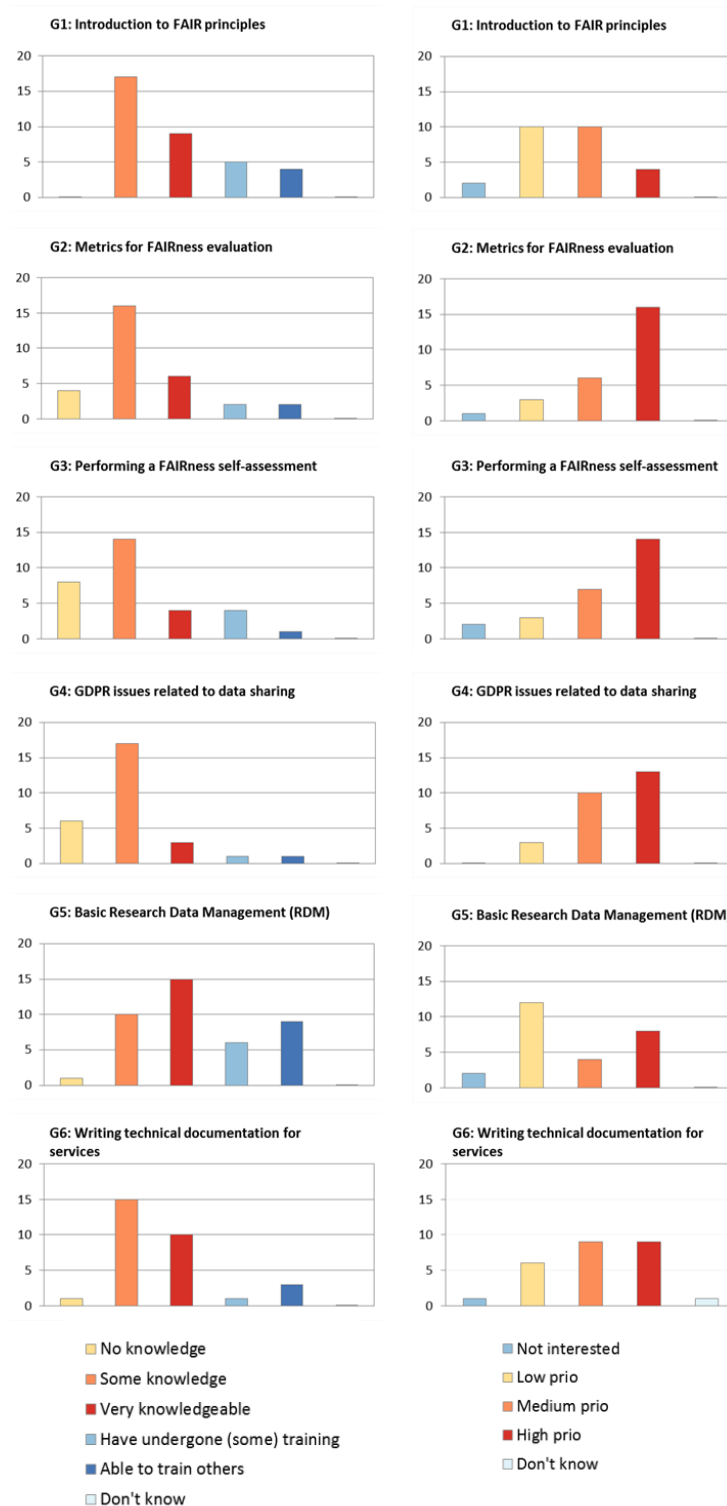 G1: Introduction to FAIR principles
20
15
10
5
0
G1: Introduction to FAIR principles
20
15
10
5
0
G2: Metrics for FAIRness evaluation
20
15
10
5
0
G2: Metrics for FAIRness evaluation
20
15
10
5
0
G3: Performing a FAIRness self-assessment
20
15
10
5
0
G3: Performing a FAIRness self-assessment
20
15
10
5
0
G4: GDPR issues related to data sharing
20
15
10
5
0
G4: GDPR issues related to data sharing
20
15
10
5
0
G5: Basic Research Data Management (RDM)
20
15
10
5
0
G5: Basic Research Data Management (RDM
20
15
10
5
0
G6: Writing technical documentation for
services
20
15
10
5
0
G6: Writing technical documentation for
services
20
15
10
5
0
No knowledge
Some knowledge
Very knowledgeable
Have undergone (some) training
Able to train others
Don't know
Not interested
Low prio
Medium prio
High prio
Don't know